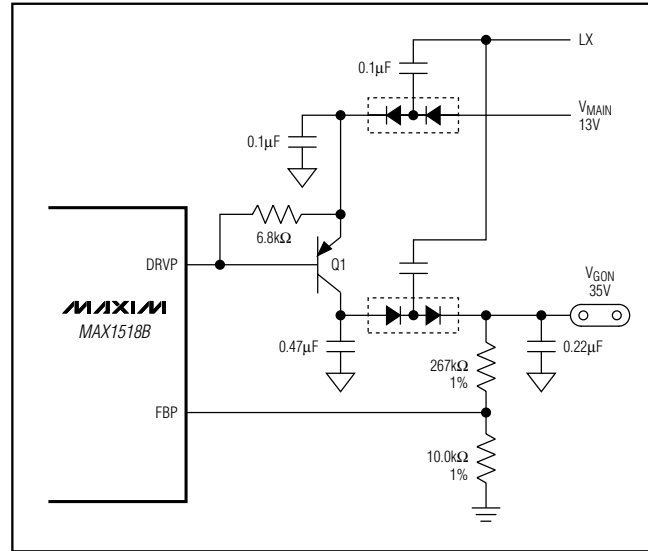 LX
0.1µF
VMAIN
13V
0.1µF
6.8kΩ
DRVP
Q1
MAXIM
MAX1518B
VGON
35V
0.47µF
0.22µF
267kΩ
1%
FBP
10.0kΩ
1%